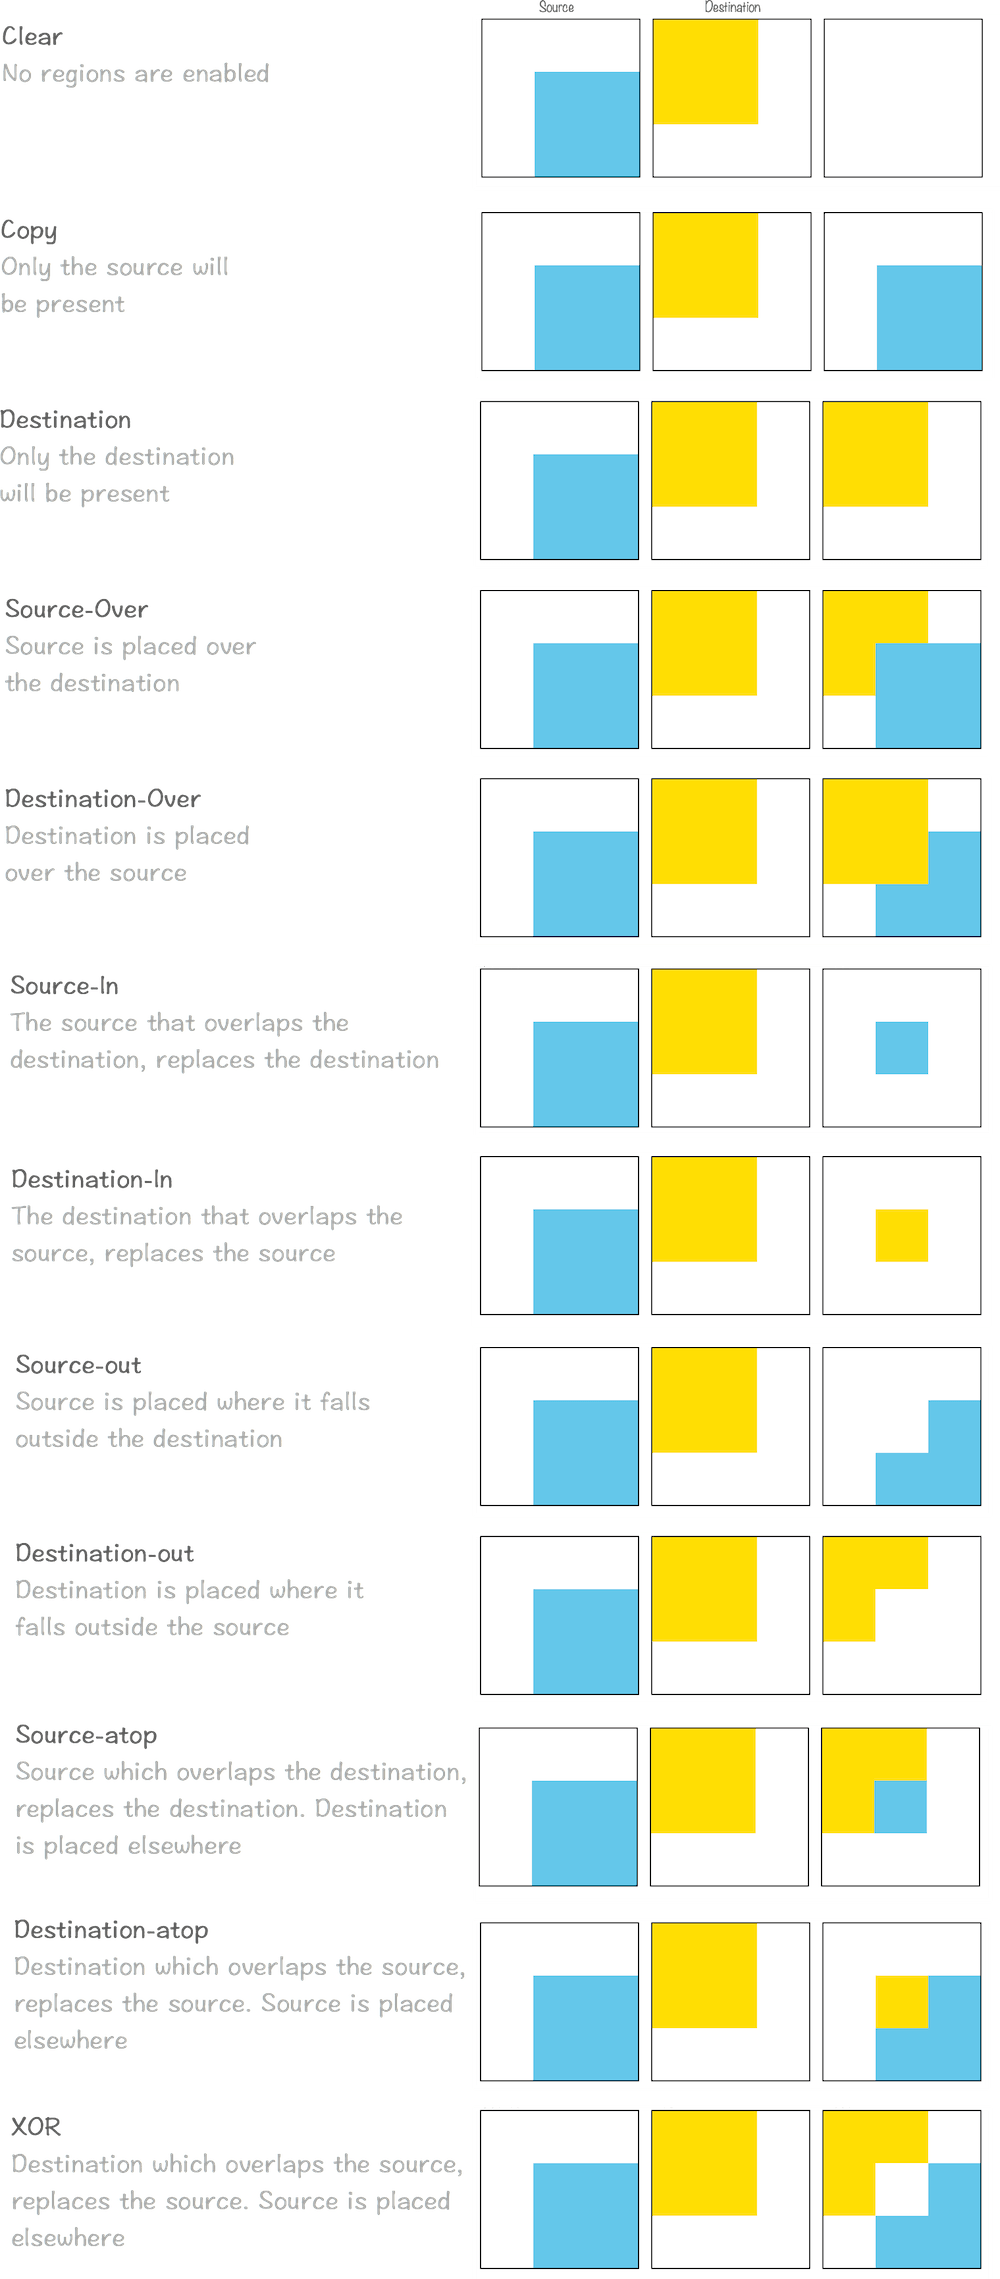 Source
Destination
Clear
No regions are enabled
Copy
Only the source will
be present
Destination
Only the destination
will be present
Source-Over
Source is placed over
the destination
Destination-Over
Destination is placed
over the source
Source-In
The source that overlaps the
destination, replaces the destination
Destination-In
The destination that overlaps the
source, replaces the source
Source-out
Source is placed where it falls
outside the destination
Destination-out
Destination is placed where it
falls outside the source
Source-atop
Source which overlaps the destination,
replaces the destination. Destination
is placed elsewhere
Destination-atop
Destination which overlaps the source,
replaces the source. Source is placed
elsewhere
XOR
Destination which overlaps the source,
replaces the source. Source is placed
elsewhere